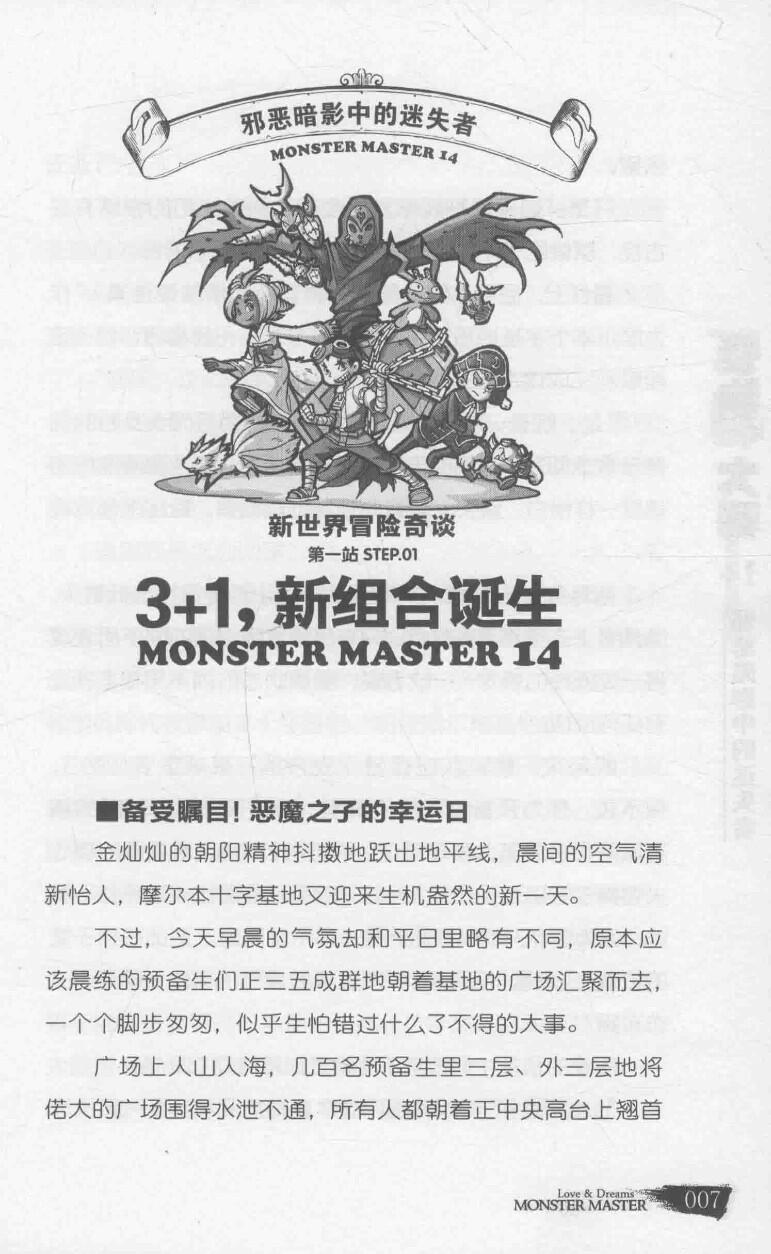 邪恶暗影中的迷失者
MONSTER MASTER 14
新世界冒险奇谈
第一站 STEP.01
3+1，新组合诞生
MONSTER MASTER 14
■备受瞩目！恶魔之子的幸运日
金灿灿的朝阳精神抖擞地跃出地平线，晨间的空气清
新怡人，摩尔本十字基地又迎来生机盎然的新一天。
不过，今天早晨的气氛却和平日里略有不同，原本应
该晨练的预备生们正三五成群地朝着基地的广场汇聚而去，
一个个脚步匆匆，似乎生怕错过什么了不得的大事。
广场上人山人海，几百名预备生里三层、外三层地将
偌大的广场围得水泄不通，所有人都朝着正中央高台上翘首
Love & Dreams
MONSTER MASTER 007